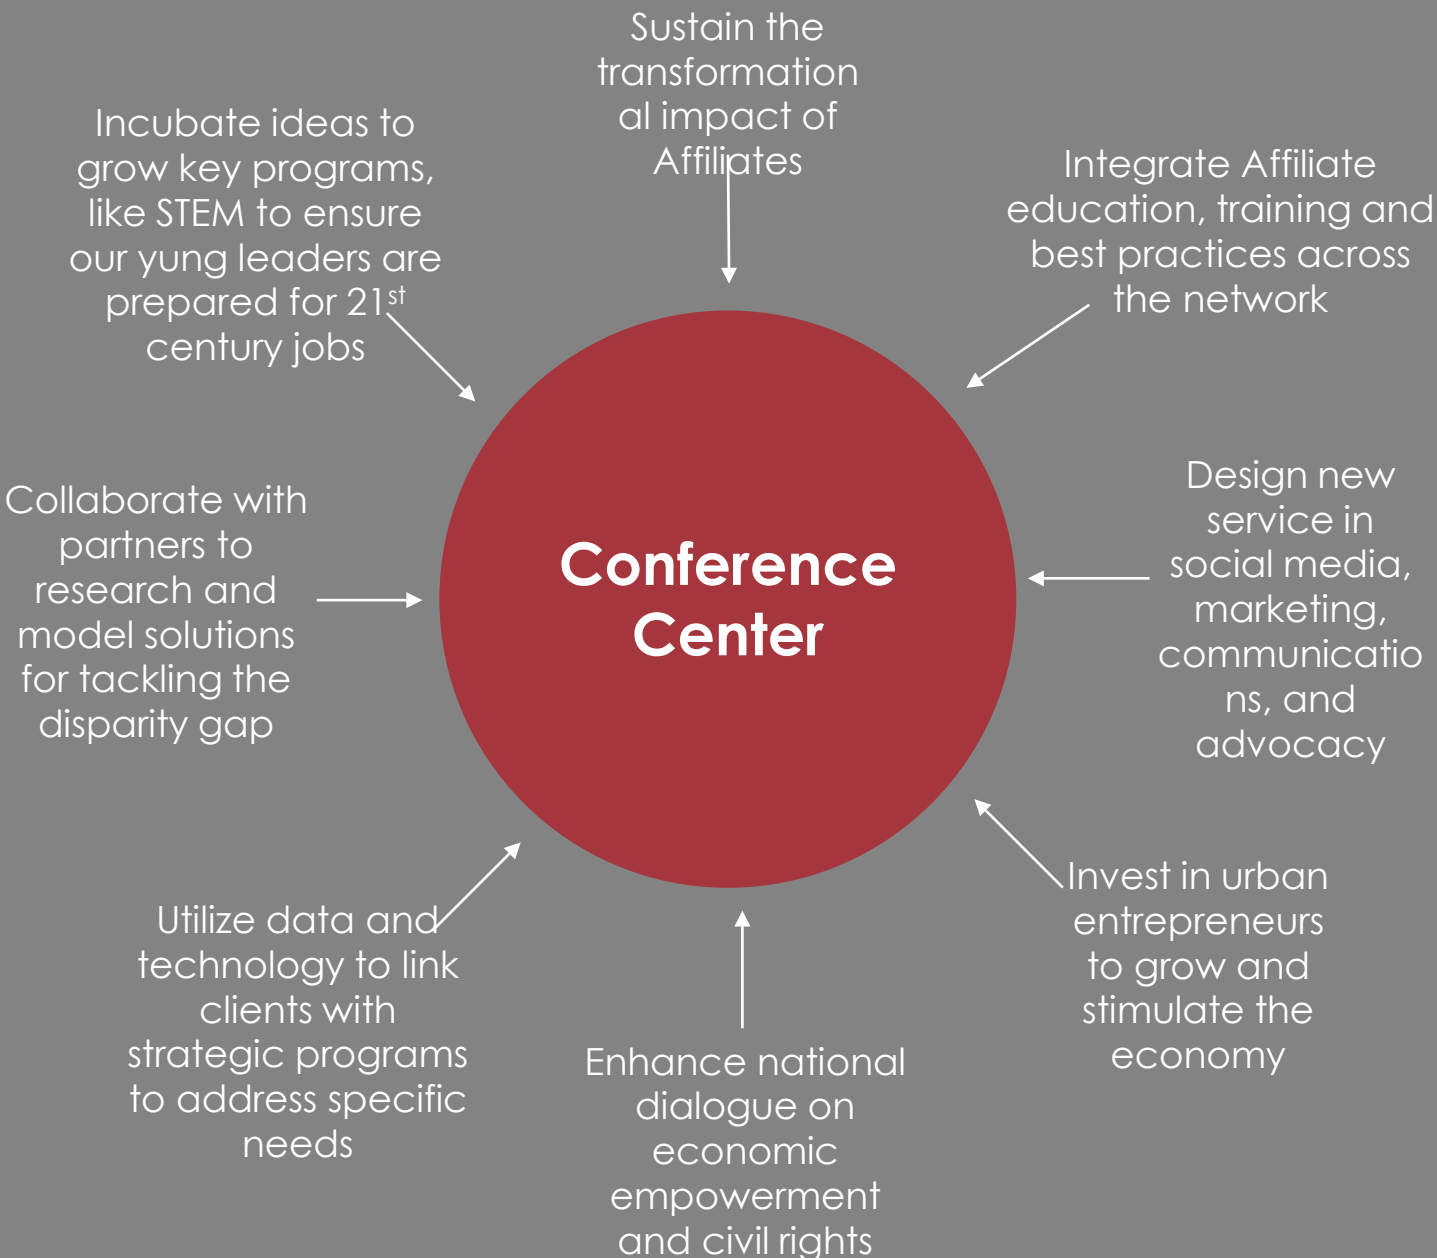 Sustain the
transformation
al impact of
Affiliates
Integrate Affiliate
education, training and
best practices across
the network
Design new
service in
social media,
marketing,
communicatio
ns, and
advocacy
Invest in urban
entrepreneurs
to grow and
stimulate the
economy
Enhance national
dialogue on
economic
empowerment
and civil rights
Utilize data and
technology to link
clients with
strategic programs
to address specific
needs
Collaborate with
partners to
research and
model solutions
for tackling the
disparity gap
Incubate ideas to
grow key programs,
like STEM to ensure
our yung leaders are
prepared for 21st
century jobs
Conference
Center